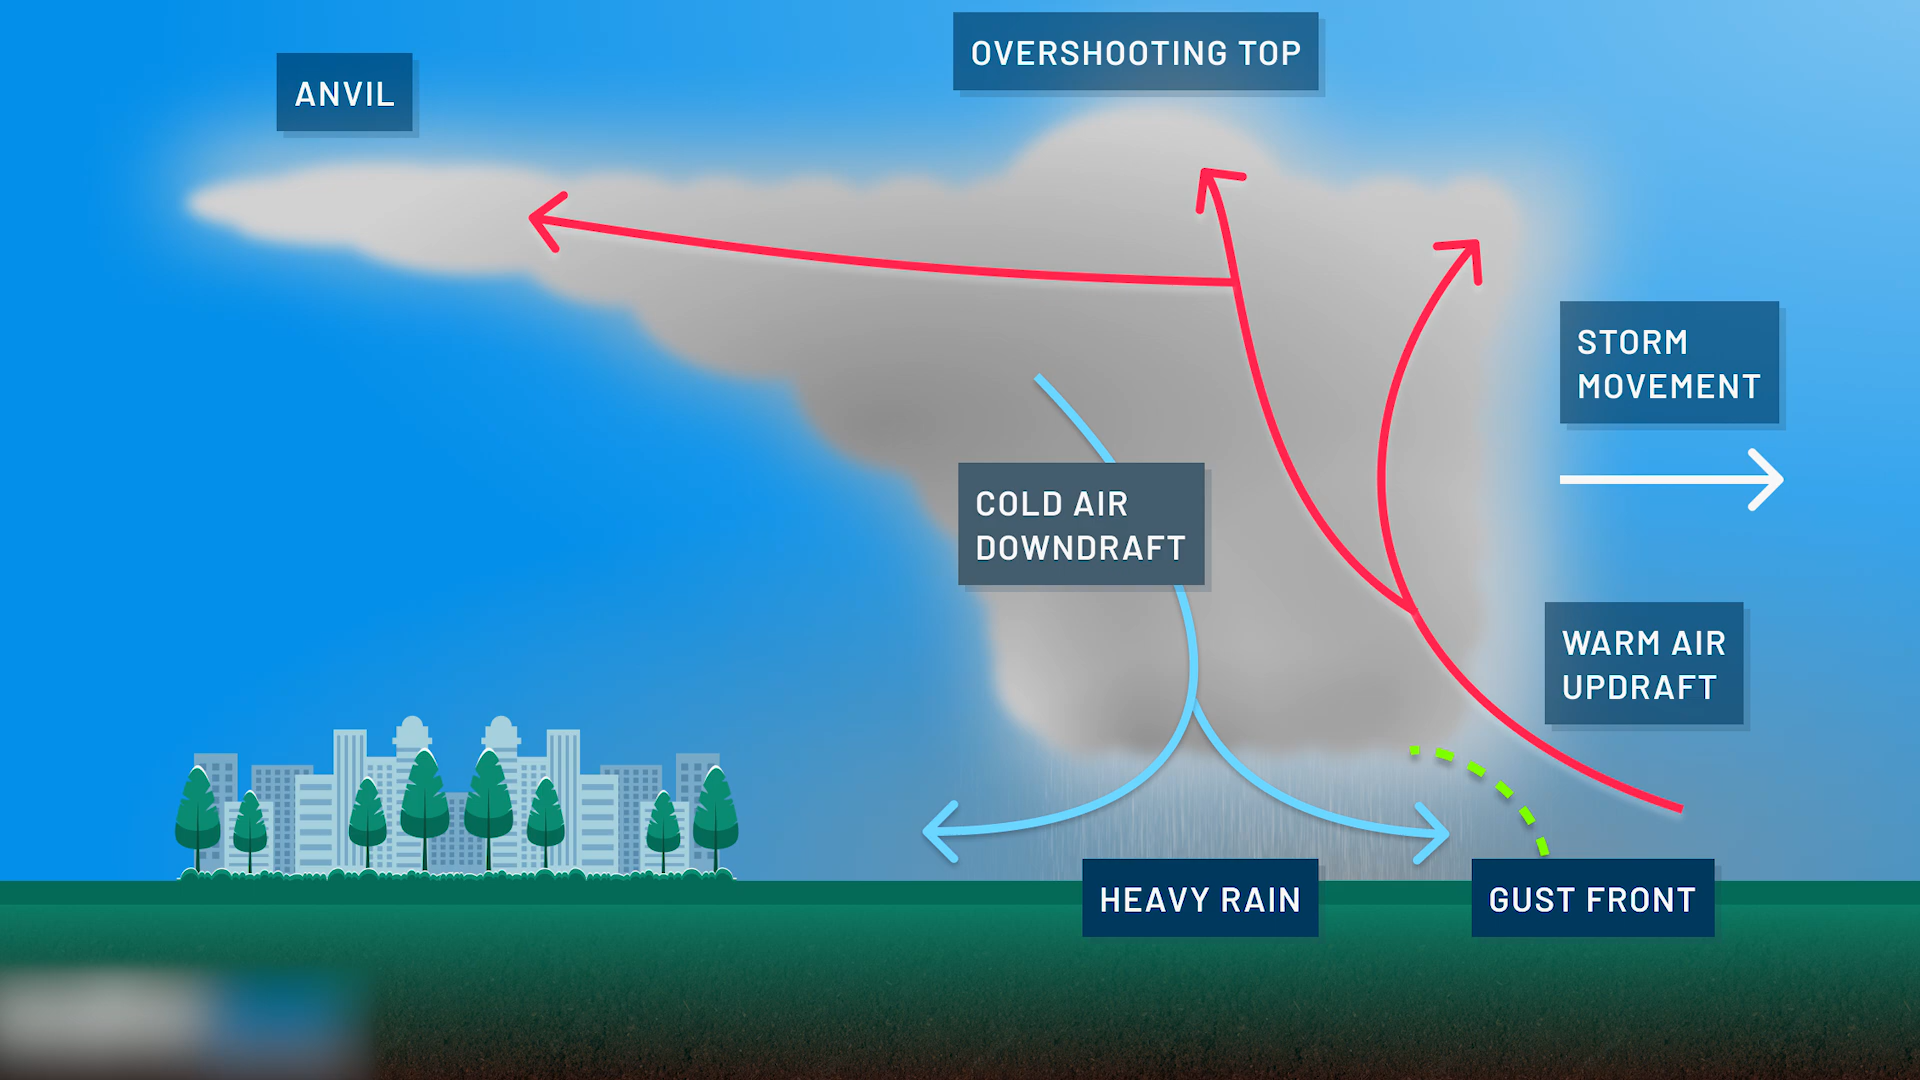 ANVIL
OVERSHOOTING TOP
STORM
MOVEMENT
COLD AIR
DOWNDRAFT
WARM AIR
UPDRAFT
HEAVY RAIN
GUST FRONT